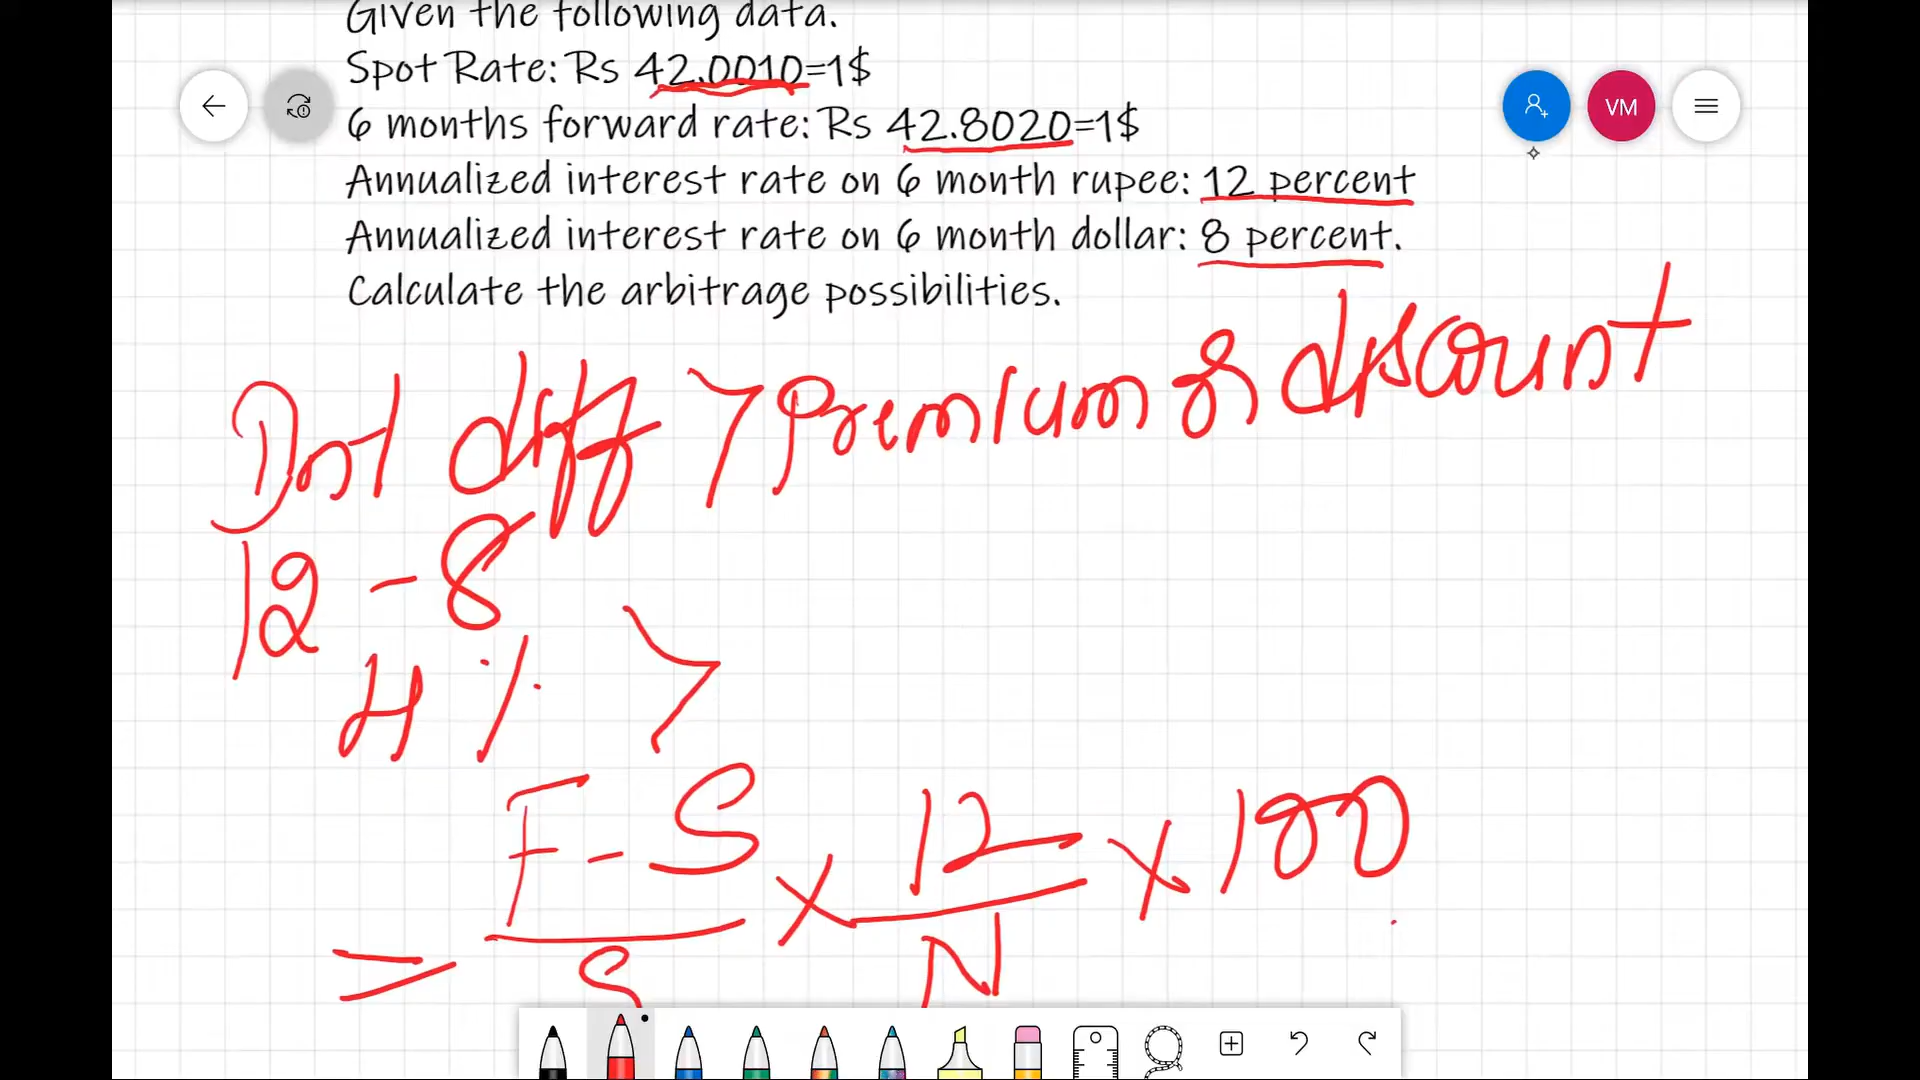 Given the following data.
Spot Rate: Rs 42.0010=1$
6 months forward rate: Rs 42.8020=1$
VM
Annualized interest rate on 6 month rupee: 12 percent
Annualized interest rate on 6 month dollar: 8 percent.
Calculate the arbitrage possibilities.
Int diff > Premium or discount
12 - 8
4 % >
F - S
12
× × 100
=
S
N